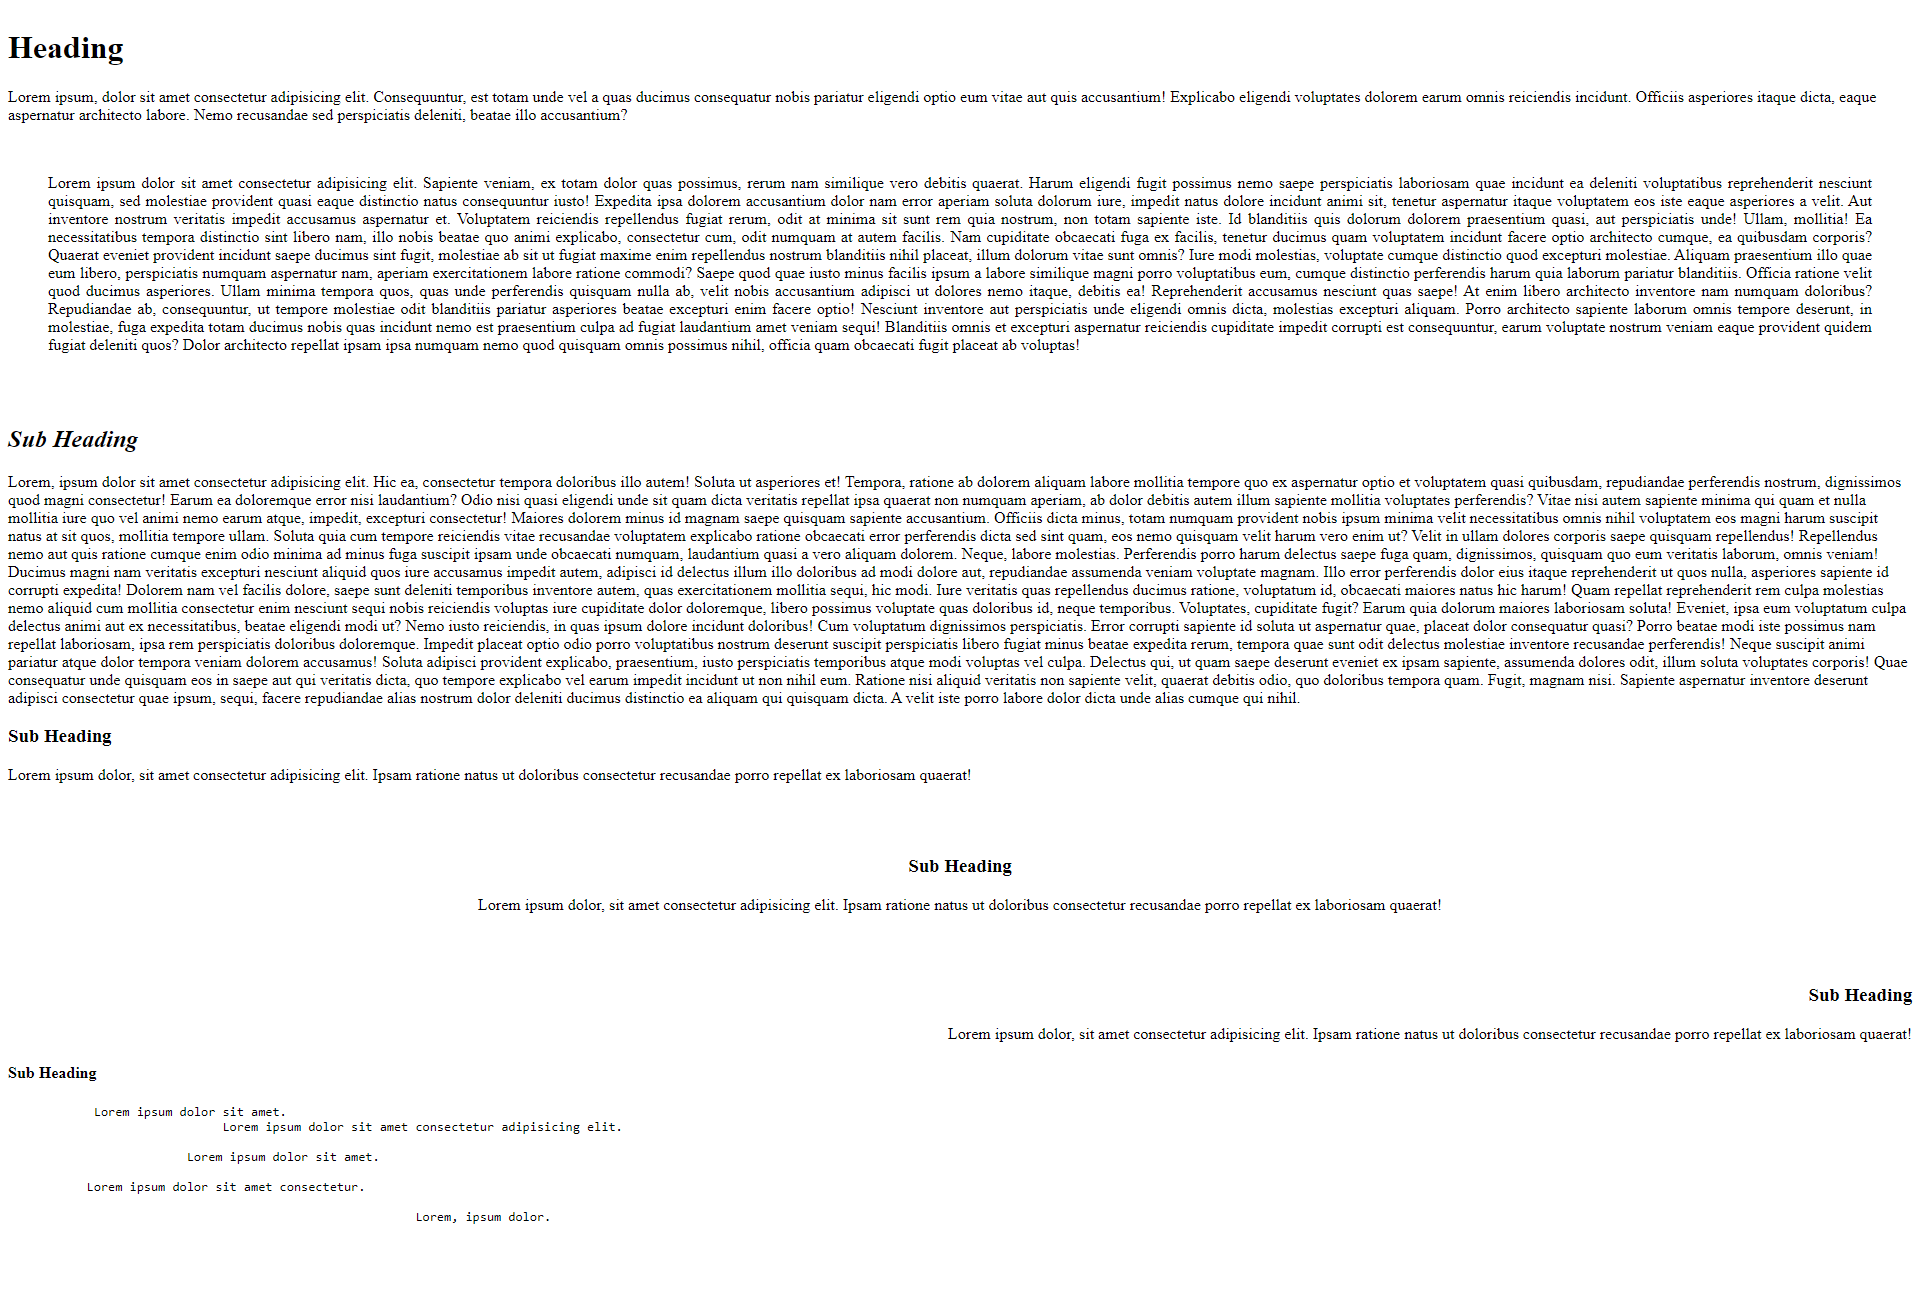 Heading
Lorem ipsum, dolor sit amet consectetur adipisicing elit. Consequuntur, est totam unde vel a quas ducimus consequatur nobis pariatur eligendi optio eum vitae aut quis accusantium! Explicabo eligendi voluptates dolorem earum omnis reiciendis incidunt. Officiis asperiores itaque dicta, eaque
aspernatur architecto labore. Nemo recusandae sed perspiciatis deleniti, beatae illo accusantium?
Lorem ipsum dolor sit amet consectetur adipisicing elit. Sapiente veniam, ex totam dolor quas possimus, rerum nam similique vero debitis quaerat. Harum eligendi fugit possimus nemo saepe perspiciatis laboriosam quae incidunt ea deleniti voluptatibus reprehenderit nesciunt
quisquam, sed molestiae provident quasi eaque distinctio natus consequuntur iusto! Expedita ipsa dolorem accusantium dolor nam error aperiam soluta dolorum iure, impedit natus dolore incidunt animi sit, tenetur aspernatur itaque voluptatem eos iste eaque asperiores a velit. Aut
inventore nostrum veritatis impedit accusamus aspernatur et. Voluptatem reiciendis repellendus fugiat rerum, odit at minima sit sunt rem quia nostrum, non totam sapiente iste. Id blanditiis quis dolorum dolorem praesentium quasi, aut perspiciatis unde! Ullam, mollitia! Ea
necessitatibus tempora distinctio sint libero nam, illo nobis beatae quo animi explicabo, consectetur cum, odit numquam at autem facilis. Nam cupiditate obcaecati fuga ex facilis, tenetur ducimus quam voluptatem incidunt facere optio architecto cumque, ea quibusdam corporis?
Quaerat eveniet provident incidunt saepe ducimus sint fugit, molestiae ab sit ut fugiat maxime enim repellendus nostrum blanditiis nihil placeat, illum dolorum vitae sunt omnis? Iure modi molestias, voluptate cumque distinctio quod excepturi molestiae. Aliquam praesentium illo quae
eum libero, perspiciatis numquam aspernatur nam, aperiam exercitationem labore ratione commodi? Saepe quod quae iusto minus facilis ipsum a labore similique magni porro voluptatibus eum, cumque distinctio perferendis harum quia laborum pariatur blanditiis. Officia ratione velit
quod ducimus asperiores. Ullam minima tempora quos, quas unde perferendis quisquam nulla ab, velit nobis accusantium adipisci ut dolores nemo itaque, debitis ea! Reprehenderit accusamus nesciunt quas saepe! At enim libero architecto inventore nam numquam doloribus?
Repudiandae ab, consequuntur, ut tempore molestiae odit blanditiis pariatur asperiores beatae excepturi enim facere optio! Nesciunt inventore aut perspiciatis unde eligendi omnis dicta, molestias excepturi aliquam. Porro architecto sapiente laborum omnis tempore deserunt, in
molestiae, fuga expedita totam ducimus nobis quas incidunt nemo est praesentium culpa ad fugiat laudantium amet veniam sequi! Blanditiis omnis et excepturi aspernatur reiciendis cupiditate impedit corrupti est consequuntur, earum voluptate nostrum veniam eaque provident quidem
fugiat deleniti quos? Dolor architecto repellat ipsam ipsa numquam nemo quod quisquam omnis possimus nihil, officia quam obcaecati fugit placeat ab voluptas!
Sub Heading
Lorem, ipsum dolor sit amet consectetur adipisicing elit. Hic ea, consectetur tempora doloribus illo autem! Soluta ut asperiores et! Tempora, ratione ab dolorem aliquam labore mollitia tempore quo ex aspernatur optio et voluptatem quasi quibusdam, repudiandae perferendis nostrum, dignissimos
quod magni consectetur! Earum ea doloremque error nisi laudantium? Odio nisi quasi eligendi unde sit quam dicta veritatis repellat ipsa quaerat non numquam aperiam, ab dolor debitis autem illum sapiente mollitia voluptates perferendis? Vitae nisi autem sapiente minima qui quam et nulla
mollitia iure quo vel animi nemo earum atque, impedit, excepturi consectetur! Maiores dolorem minus id magnam saepe quisquam sapiente accusantium. Officiis dicta minus, totam numquam provident nobis ipsum minima velit necessitatibus omnis nihil voluptatem eos magni harum suscipit
natus at sit quos, mollitia tempore ullam. Soluta quia cum tempore reiciendis vitae recusandae voluptatem explicabo ratione obcaecati error perferendis dicta sed sint quam, eos nemo quisquam velit harum vero enim ut? Velit in ullam dolores corporis saepe quisquam repellendus! Repellendus
nemo aut quis ratione cumque enim odio minima ad minus fuga suscipit ipsam unde obcaecati numquam, laudantium quasi a vero aliquam dolorem. Neque, labore molestias. Perferendis porro harum delectus saepe fuga quam, dignissimos, quisquam quo eum veritatis laborum, omnis veniam!
Ducimus magni nam veritatis excepturi nesciunt aliquid quos iure accusamus impedit autem, adipisci id delectus illum illo doloribus ad modi dolore aut, repudiandae assumenda veniam voluptate magnam. Illo error perferendis dolor eius itaque reprehenderit ut quos nulla, asperiores sapiente id
corrupti expedita! Dolorem nam vel facilis dolore, saepe sunt deleniti temporibus inventore autem, quas exercitationem mollitia sequi, hic modi. Iure veritatis quas repellendus ducimus ratione, voluptatum id, obcaecati maiores natus hic harum! Quam repellat reprehenderit rem culpa molestias
nemo aliquid cum mollitia consectetur enim nesciunt sequi nobis reiciendis voluptas iure cupiditate dolor doloremque, libero possimus voluptate quas doloribus id, neque temporibus. Voluptates, cupiditate fugit? Earum quia dolorum maiores laboriosam soluta! Eveniet, ipsa eum voluptatum culpa
delectus animi aut ex necessitatibus, beatae eligendi modi ut? Nemo iusto reiciendis, in quas ipsum dolore incidunt doloribus! Cum voluptatum dignissimos perspiciatis. Error corrupti sapiente id soluta ut aspernatur quae, placeat dolor consequatur quasi? Porro beatae modi iste possimus nam
repellat laboriosam, ipsa rem perspiciatis doloribus doloremque. Impedit placeat optio odio porro voluptatibus nostrum deserunt suscipit perspiciatis libero fugiat minus beatae expedita rerum, tempora quae sunt odit delectus molestiae inventore recusandae perferendis! Neque suscipit animi
pariatur atque dolor tempora veniam dolorem accusamus! Soluta adipisci provident explicabo, praesentium, iusto perspiciatis temporibus atque modi voluptas vel culpa. Delectus qui, ut quam saepe deserunt eveniet ex ipsam sapiente, assumenda dolores odit, illum soluta voluptates corporis! Quae
consequatur unde quisquam eos in saepe aut qui veritatis dicta, quo tempore explicabo vel earum impedit incidunt ut non nihil eum. Ratione nisi aliquid veritatis non sapiente velit, quaerat debitis odio, quo doloribus tempora quam. Fugit, magnam nisi. Sapiente aspernatur inventore deserunt
adipisci consectetur quae ipsum, sequi, facere repudiandae alias nostrum dolor deleniti ducimus distinctio ea aliquam qui quisquam dicta. A velit iste porro labore dolor dicta unde alias cumque qui nihil.
Sub Heading
Lorem ipsum dolor, sit amet consectetur adipisicing elit. Ipsam ratione natus ut doloribus consectetur recusandae porro repellat ex laboriosam quaerat!
Sub Heading
Lorem ipsum dolor, sit amet consectetur adipisicing elit. Ipsam ratione natus ut doloribus consectetur recusandae porro repellat ex laboriosam quaerat!
Sub Heading
Lorem ipsum dolor, sit amet consectetur adipisicing elit. Ipsam ratione natus ut doloribus consectetur recusandae porro repellat ex laboriosam quaerat!
Sub Heading
Lorem ipsum dolor sit amet.
Lorem ipsum dolor sit amet consectetur adipisicing elit.
Lorem ipsum dolor sit amet.
Lorem ipsum dolor sit amet consectetur.
Lorem, ipsum dolor.